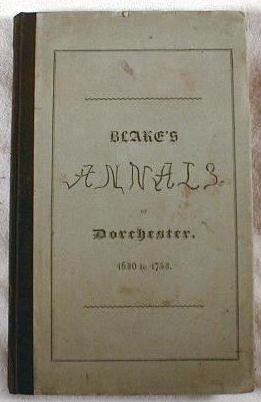 BLAKE'S
ANNALS
OF
Dorchester.
1630 to 1753.